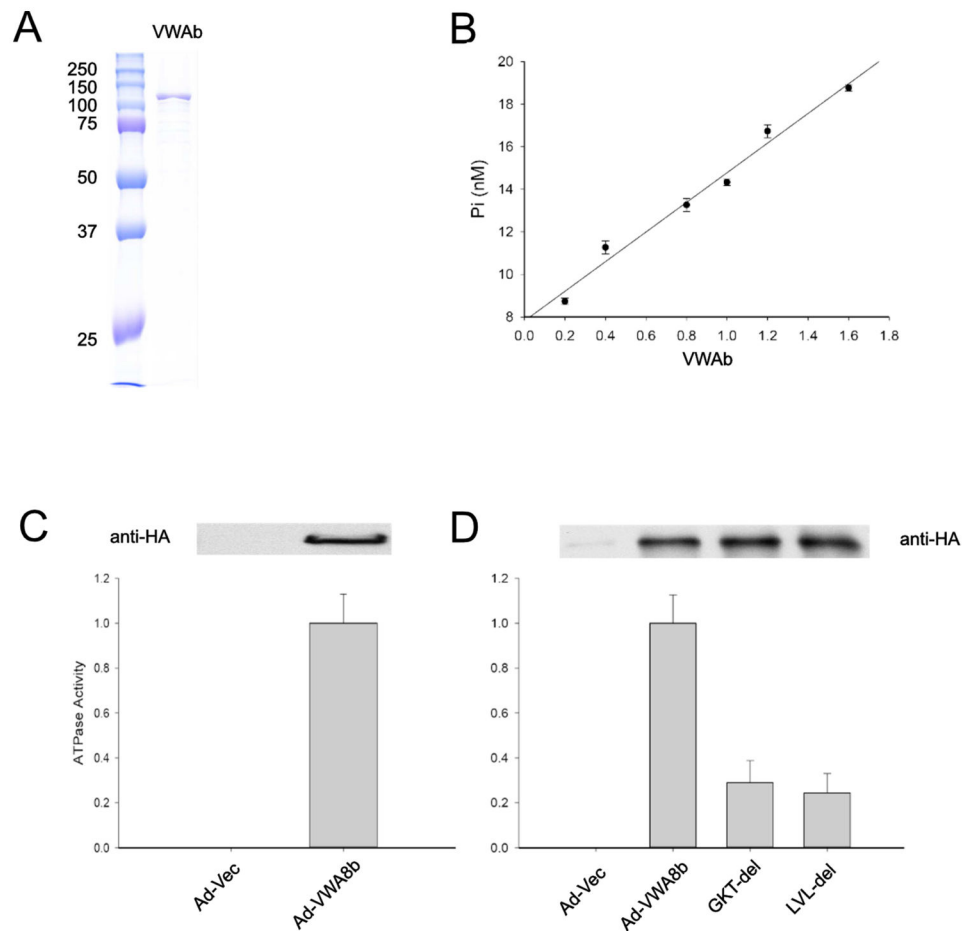 A
VWAb
250
150
100
75
50
37
25
B
20
18
16
14
12
10
8
Pi (nM)
0.0 0.2 0.4 0.6 0.8 1.0 1.2 1.4 1.6 1.8
VWAb
C
anti-HA
1.2
1.0
0.8
0.6
0.4
0.2
0.0
ATPase Activity
Ad-Vec
Ad-VWA8b
D
anti-HA
1.2
1.0
0.8
0.6
0.4
0.2
0.0
Ad-Vec
Ad-VWA8b
GKT-del
LVL-del